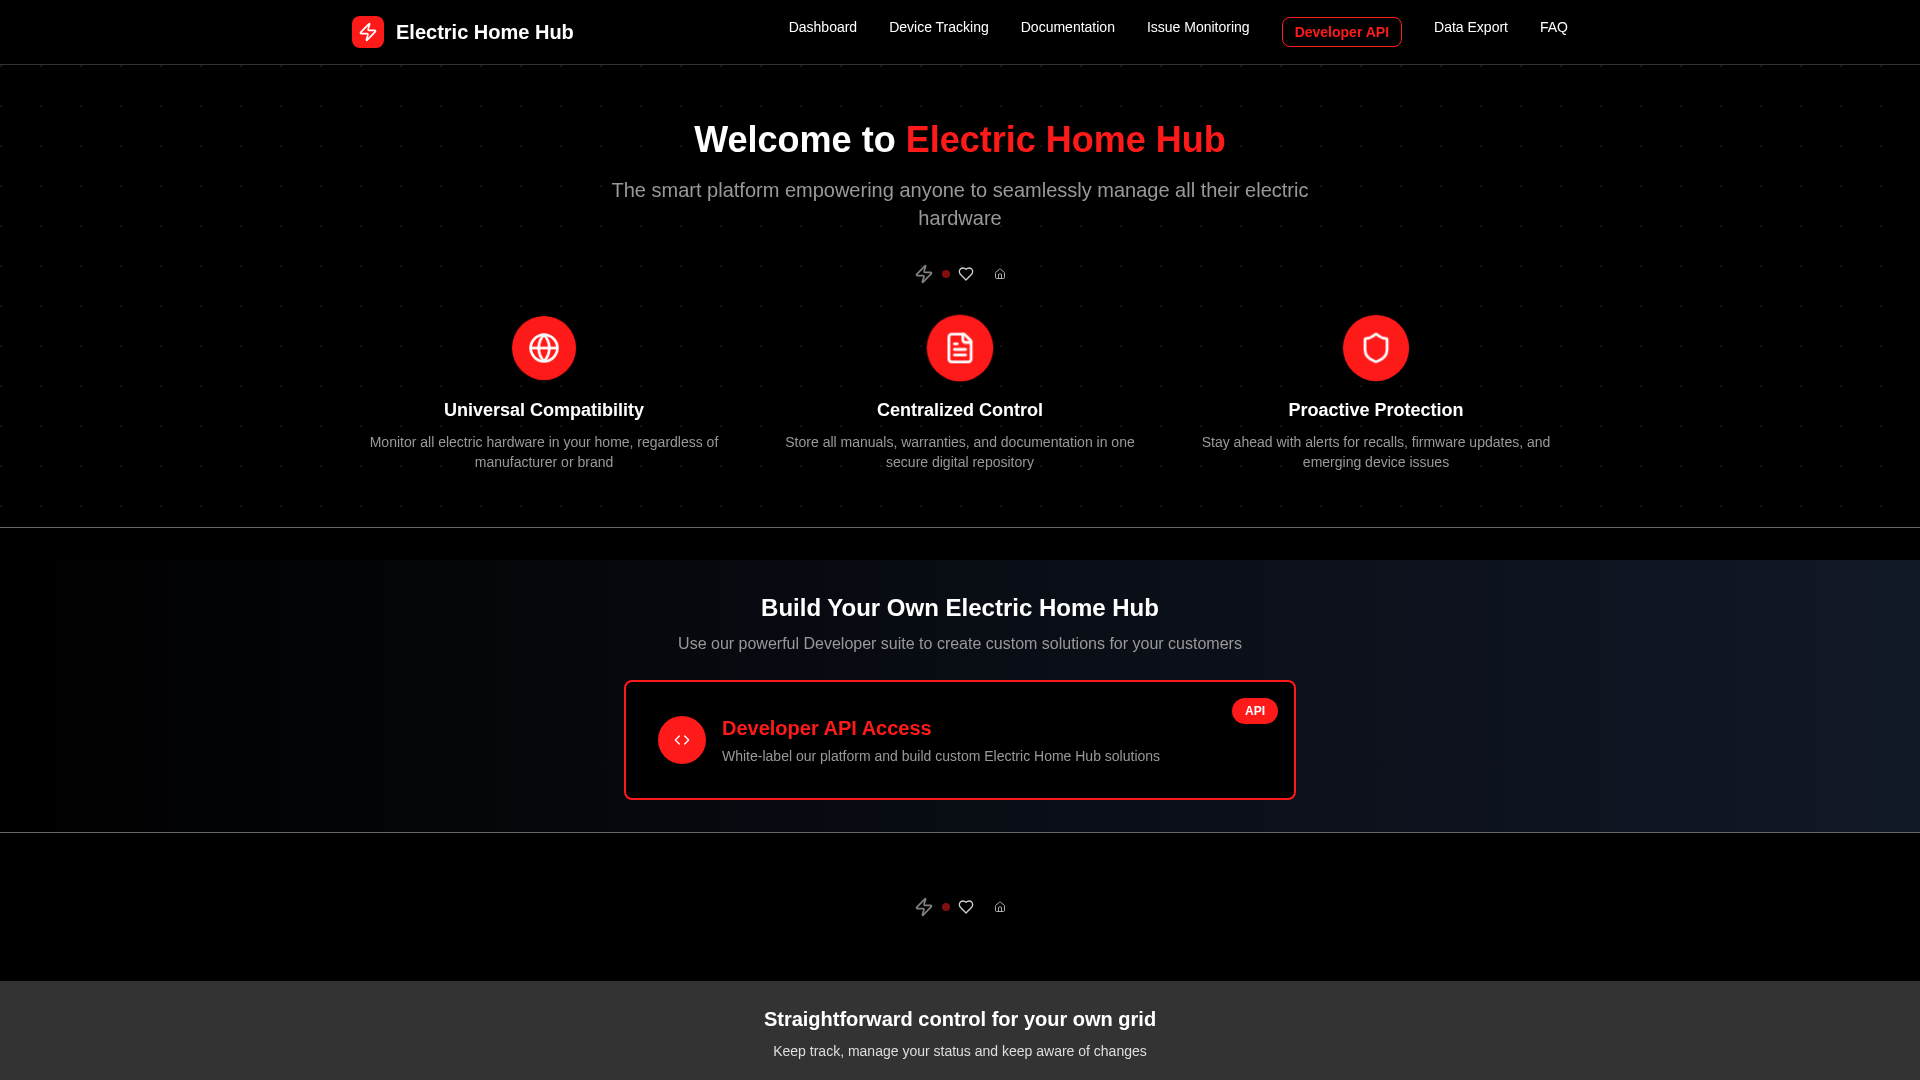 Electric Home Hub
Dashboard
Device Tracking
Documentation
Issue Monitoring
Developer API
Data Export
FAQ
Welcome to Electric Home Hub
The smart platform empowering anyone to seamlessly manage all their electric
hardware
Universal Compatibility
Monitor all electric hardware in your home, regardless of
manufacturer or brand
Centralized Control
Store all manuals, warranties, and documentation in one
secure digital repository
Proactive Protection
Stay ahead with alerts for recalls, firmware updates, and
emerging device issues
Build Your Own Electric Home Hub
Use our powerful Developer suite to create custom solutions for your customers
API
Developer API Access
White-label our platform and build custom Electric Home Hub solutions
Straightforward control for your own grid
Keep track, manage your status and keep aware of changes